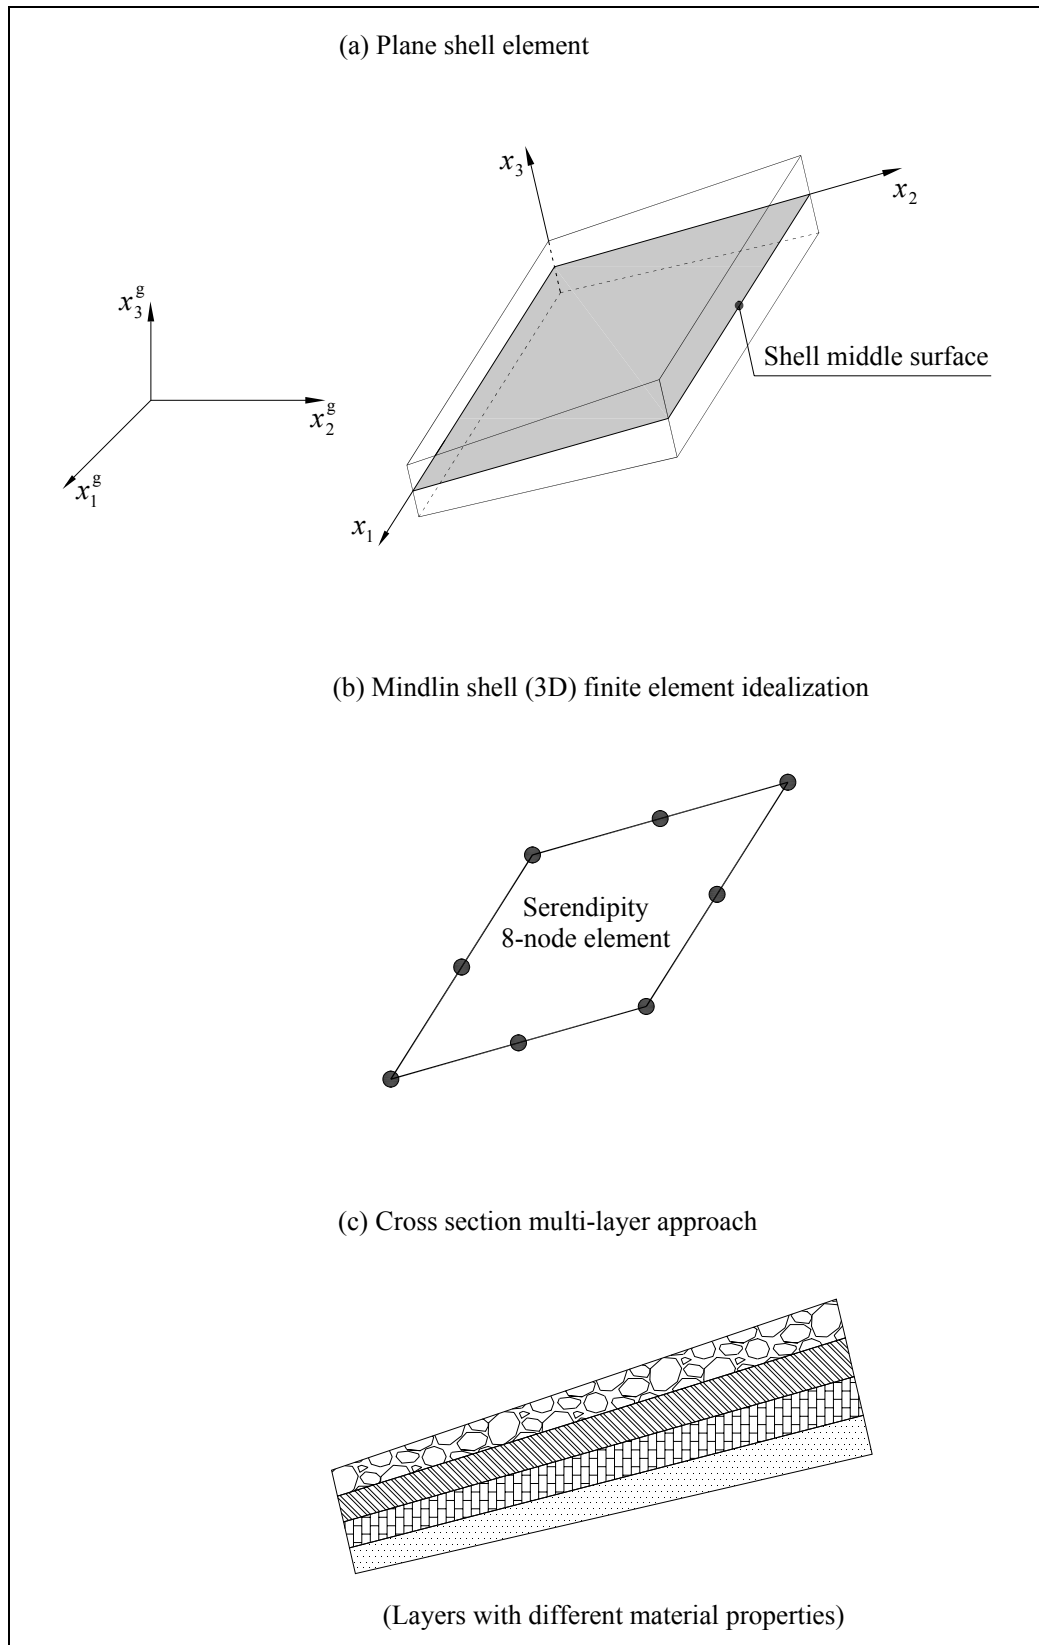 (a) Plane shell element
x₃
x₂
x₃ᵍ
Shell middle surface
x₂ᵍ
x₁ᵍ
x₁
(b) Mindlin shell (3D) finite element idealization
Serendipity
8-node element
(c) Cross section multi-layer approach
(Layers with different material properties)